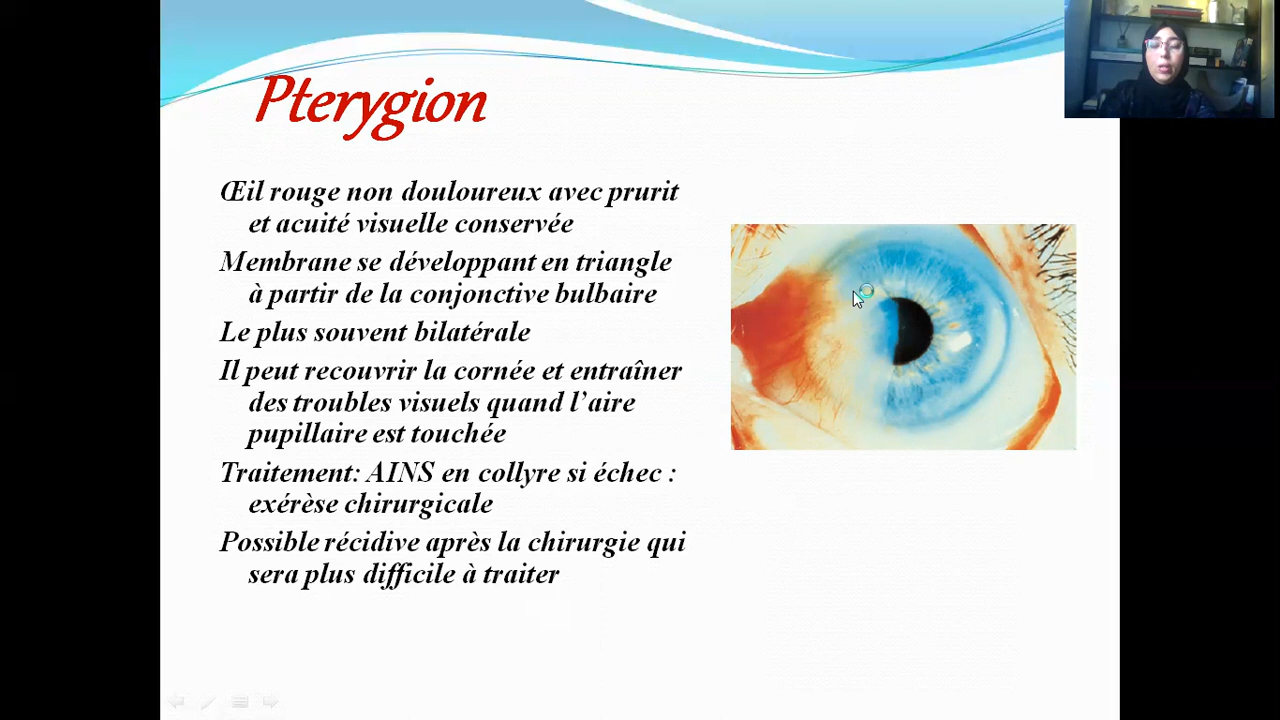 Pterygion
Œil rouge non douloureux avec prurit
et acuité visuelle conservée
Membrane se développant en triangle
à partir de la conjonctive bulbaire
Le plus souvent bilatérale
Il peut recouvrir la cornée et entraîner
des troubles visuels quand l’aire
pupillaire est touchée
Traitement: AINS en collyre si échec :
exérèse chirurgicale
Possible récidive après la chirurgie qui
sera plus difficile à traiter